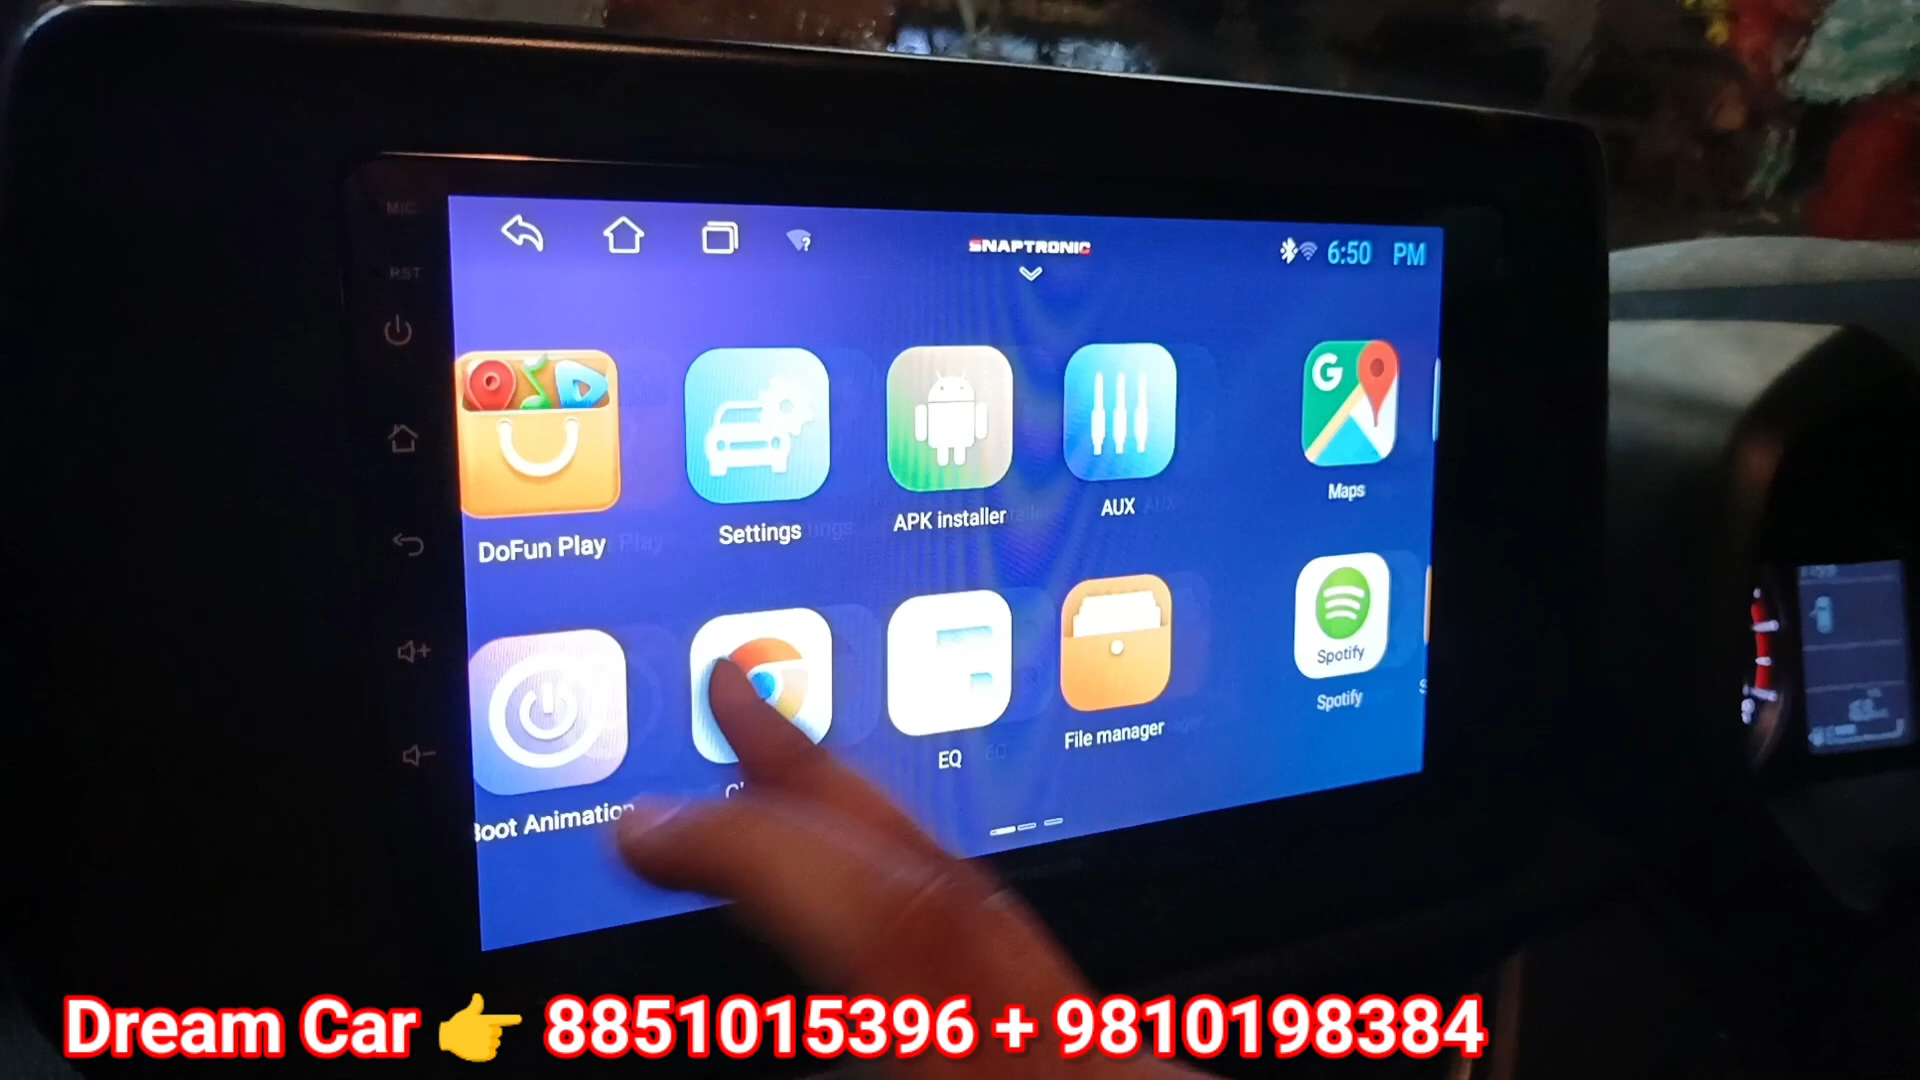 MIC
RST
SNAPTRONIC
6:50 PM
DoFun Play
Settings
APK installer
AUX
Maps
Boot Animation
EQ
File manager
Spotify
Spotify
Dream Car 👉 8851015396 + 9810198384